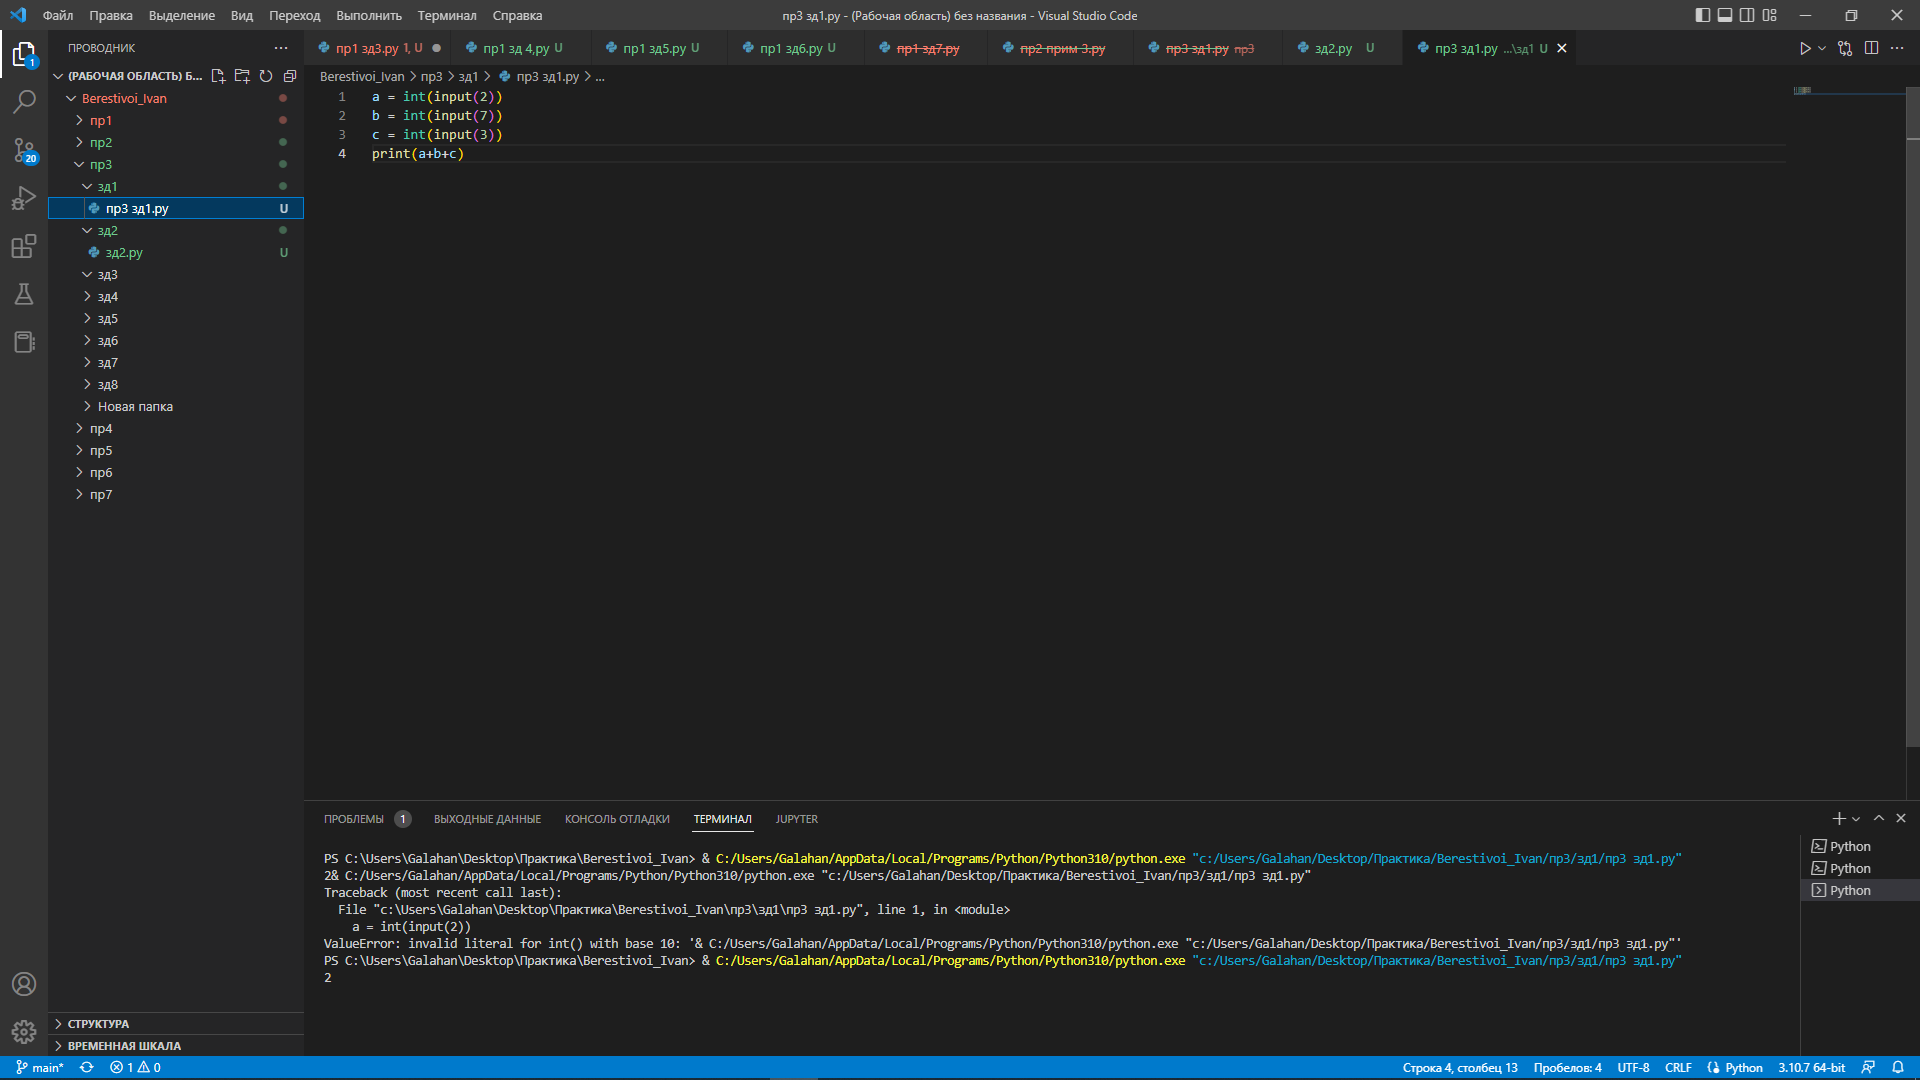 Файл Правка Выделение Вид Переход Выполнить Терминал Справка
пр3 зд1.py - (Рабочая область) без названия - Visual Studio Code
ПРОВОДНИК
пр1 зд3.py 1, U
пр1 зд 4,py U
пр1 зд5.py U
пр1 зд6.py U
пр1 зд7.py
пр2 прим 3.py
пр3 зд1.py пр3
зд2.py U
пр3 зд1.py ...\зд1 U
1
20
(РАБОЧАЯ ОБЛАСТЬ) Б...
Berestivoi_Ivan
пр1
пр2
пр3
зд1
пр3 зд1.py U
зд2
зд2.py U
зд3
зд4
зд5
зд6
зд7
зд8
Новая папка
пр4
пр5
пр6
пр7
СТРУКТУРА
ВРЕМЕННАЯ ШКАЛА
Berestivoi_Ivan > пр3 > зд1 > пр3 зд1.py > ...
1 a = int(input(2))
2 b = int(input(7))
3 c = int(input(3))
4 print(a+b+c)
ПРОБЛЕМЫ 1 ВЫХОДНЫЕ ДАННЫЕ КОНСОЛЬ ОТЛАДКИ ТЕРМИНАЛ JUPYTER
PS C:\Users\Galahan\Desktop\Практика\Berestivoi_Ivan> & C:/Users/Galahan/AppData/Local/Programs/Python/Python310/python.exe "c:/Users/Galahan/Desktop/Практика/Berestivoi_Ivan/пр3/зд1/пр3 зд1.py"
2& C:/Users/Galahan/AppData/Local/Programs/Python/Python310/python.exe "c:/Users/Galahan/Desktop/Практика/Berestivoi_Ivan/пр3/зд1/пр3 зд1.py"
Traceback (most recent call last):
File "c:\Users\Galahan\Desktop\Практика\Berestivoi_Ivan\пр3\зд1\пр3 зд1.py", line 1, in <module>
a = int(input(2))
ValueError: invalid literal for int() with base 10: '& C:/Users/Galahan/AppData/Local/Programs/Python/Python310/python.exe "c:/Users/Galahan/Desktop/Практика/Berestivoi_Ivan/пр3/зд1/пр3 зд1.py"'
PS C:\Users\Galahan\Desktop\Практика\Berestivoi_Ivan> & C:/Users/Galahan/AppData/Local/Programs/Python/Python310/python.exe "c:/Users/Galahan/Desktop/Практика/Berestivoi_Ivan/пр3/зд1/пр3 зд1.py"
2
Python
Python
Python
main* 1 0
Строка 4, столбец 13 Пробелов: 4 UTF-8 CRLF Python 3.10.7 64-bit